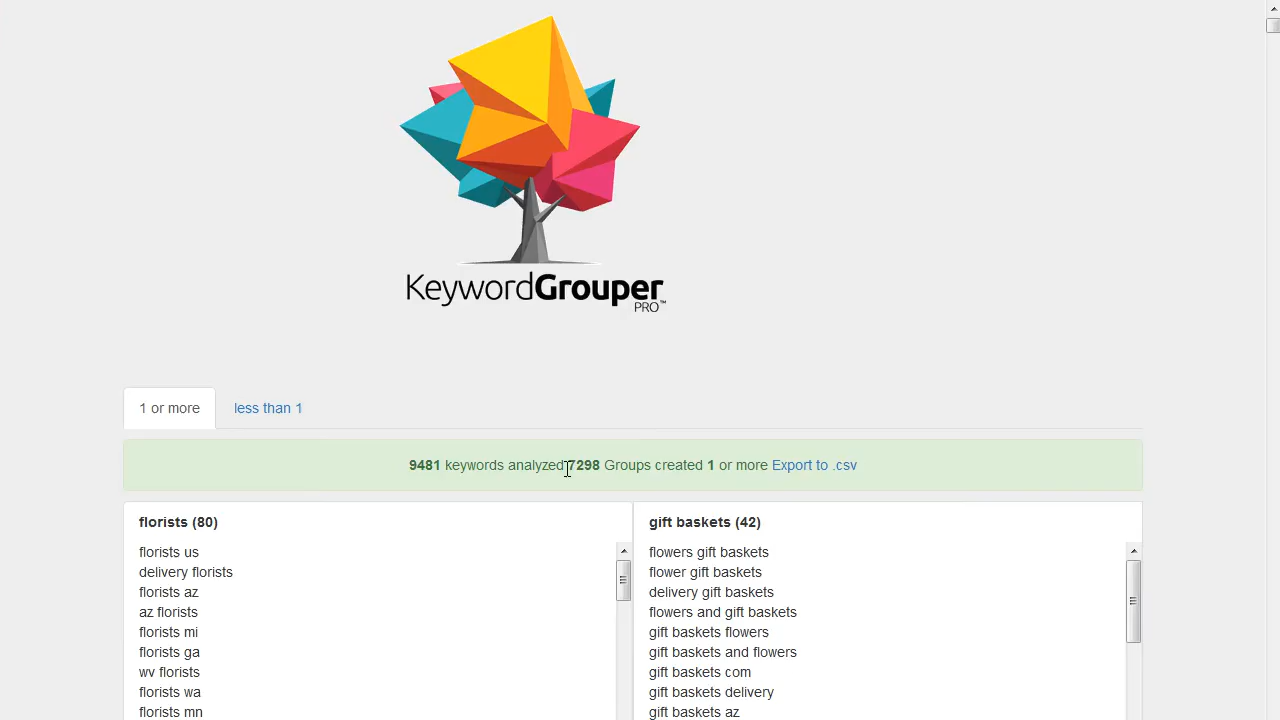 KeywordGrouper
PRO™
1 or more
less than 1
9481 keywords analyzed 7298 Groups created 1 or more Export to .csv
florists (80)
florists us
delivery florists
florists az
az florists
florists mi
florists ga
wv florists
florists wa
florists mn
gift baskets (42)
flowers gift baskets
flower gift baskets
delivery gift baskets
flowers and gift baskets
gift baskets flowers
gift baskets and flowers
gift baskets com
gift baskets delivery
gift baskets az